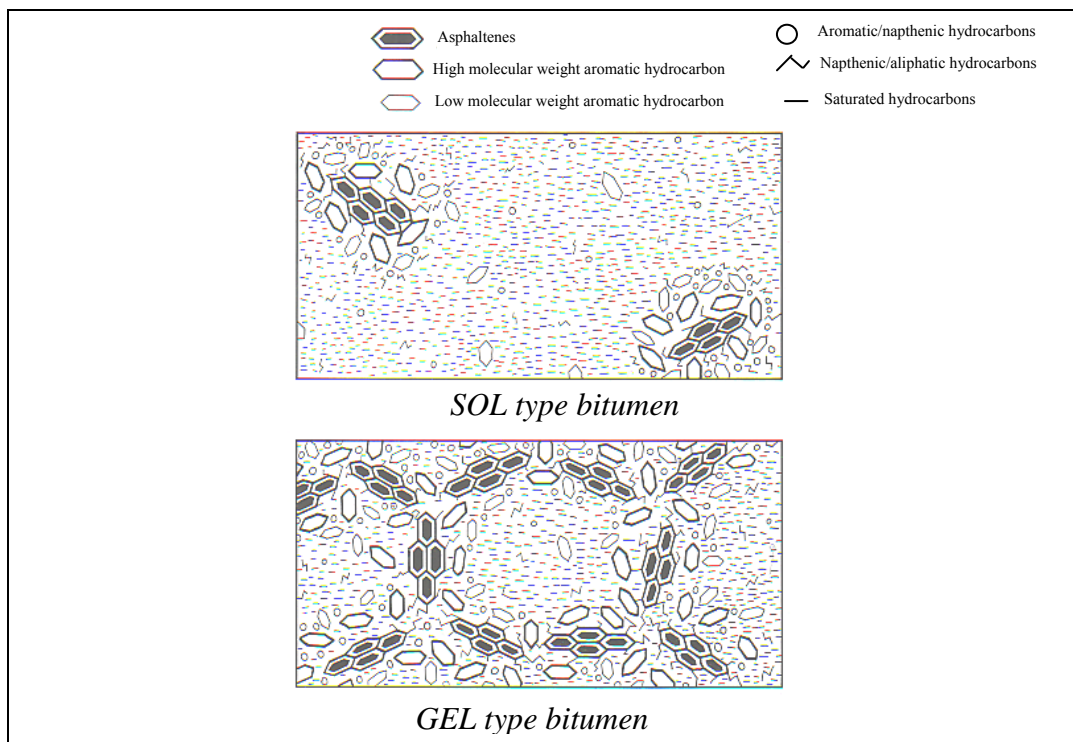 Asphaltenes
High molecular weight aromatic hydrocarbon
Low molecular weight aromatic hydrocarbon
Aromatic/napthenic hydrocarbons
Napthenic/aliphatic hydrocarbons
Saturated hydrocarbons
SOL type bitumen
GEL type bitumen